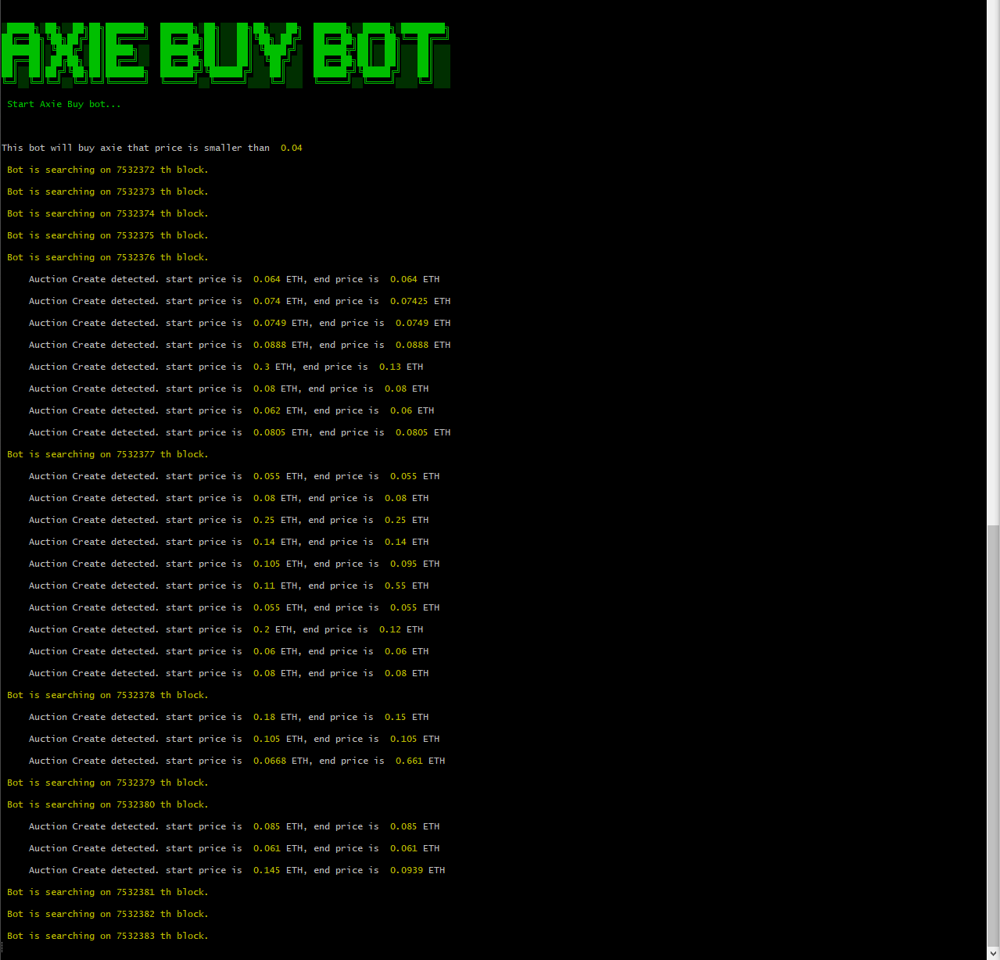 AXIE BUY BOT
Start Axie Buy bot...
This bot will buy axie that price is smaller than 0.04
Bot is searching on 7532372 th block.
Bot is searching on 7532373 th block.
Bot is searching on 7532374 th block.
Bot is searching on 7532375 th block.
Bot is searching on 7532376 th block.
Auction Create detected. start price is 0.064 ETH, end price is 0.064 ETH
Auction Create detected. start price is 0.074 ETH, end price is 0.07425 ETH
Auction Create detected. start price is 0.0749 ETH, end price is 0.0749 ETH
Auction Create detected. start price is 0.0888 ETH, end price is 0.0888 ETH
Auction Create detected. start price is 0.3 ETH, end price is 0.13 ETH
Auction Create detected. start price is 0.08 ETH, end price is 0.08 ETH
Auction Create detected. start price is 0.062 ETH, end price is 0.06 ETH
Auction Create detected. start price is 0.0805 ETH, end price is 0.0805 ETH
Bot is searching on 7532377 th block.
Auction Create detected. start price is 0.055 ETH, end price is 0.055 ETH
Auction Create detected. start price is 0.08 ETH, end price is 0.08 ETH
Auction Create detected. start price is 0.25 ETH, end price is 0.25 ETH
Auction Create detected. start price is 0.14 ETH, end price is 0.14 ETH
Auction Create detected. start price is 0.105 ETH, end price is 0.095 ETH
Auction Create detected. start price is 0.11 ETH, end price is 0.55 ETH
Auction Create detected. start price is 0.055 ETH, end price is 0.055 ETH
Auction Create detected. start price is 0.2 ETH, end price is 0.12 ETH
Auction Create detected. start price is 0.06 ETH, end price is 0.06 ETH
Auction Create detected. start price is 0.08 ETH, end price is 0.08 ETH
Bot is searching on 7532378 th block.
Auction Create detected. start price is 0.18 ETH, end price is 0.15 ETH
Auction Create detected. start price is 0.105 ETH, end price is 0.105 ETH
Auction Create detected. start price is 0.0668 ETH, end price is 0.661 ETH
Bot is searching on 7532379 th block.
Bot is searching on 7532380 th block.
Auction Create detected. start price is 0.085 ETH, end price is 0.085 ETH
Auction Create detected. start price is 0.061 ETH, end price is 0.061 ETH
Auction Create detected. start price is 0.145 ETH, end price is 0.0939 ETH
Bot is searching on 7532381 th block.
Bot is searching on 7532382 th block.
Bot is searching on 7532383 th block.